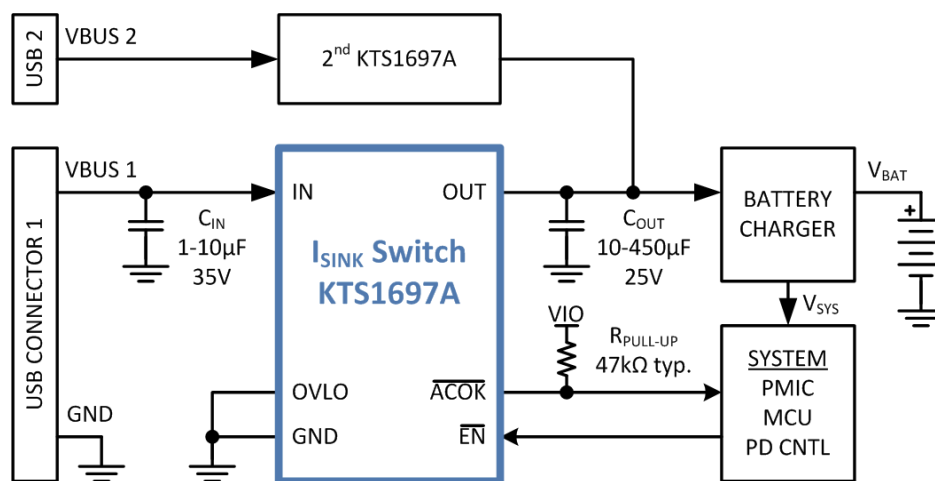 USB 2
VBUS 2
2nd KTS1697A
USB CONNECTOR 1
VBUS 1
CIN
1-10µF
35V
IN
OUT
ISINK Switch
KTS1697A
OVLO
GND
ACOK
EN
GND
COUT
10-450µF
25V
VIO
RPULL-UP
47kΩ typ.
BATTERY
CHARGER
VBAT
+
VSYS
SYSTEM
PMIC
MCU
PD CNTL